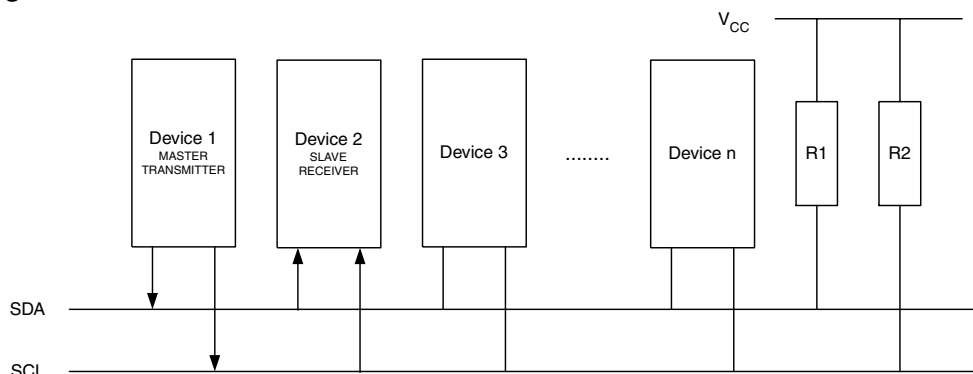 V_CC
Device 1
MASTER
TRANSMITTER
Device 2
SLAVE
RECEIVER
Device 3
........
Device n
R1
R2
SDA
SCL